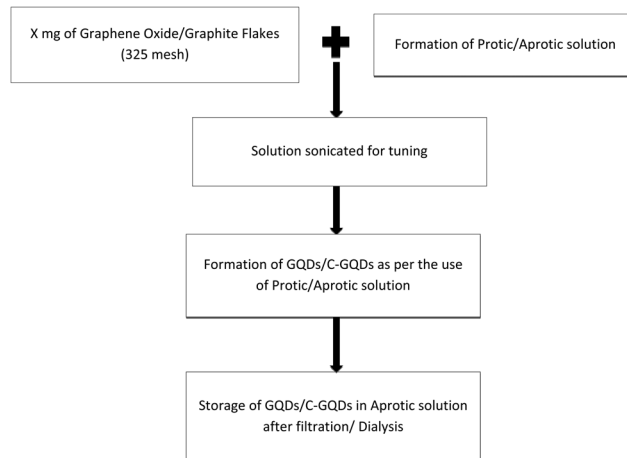 X mg of Graphene Oxide/Graphite Flakes
(325 mesh)
Formation of Protic/Aprotic solution
Solution sonicated for tuning
Formation of GQDs/C-GQDs as per the use
of Protic/Aprotic solution
Storage of GQDs/C-GQDs in Aprotic solution
after filtration/ Dialysis